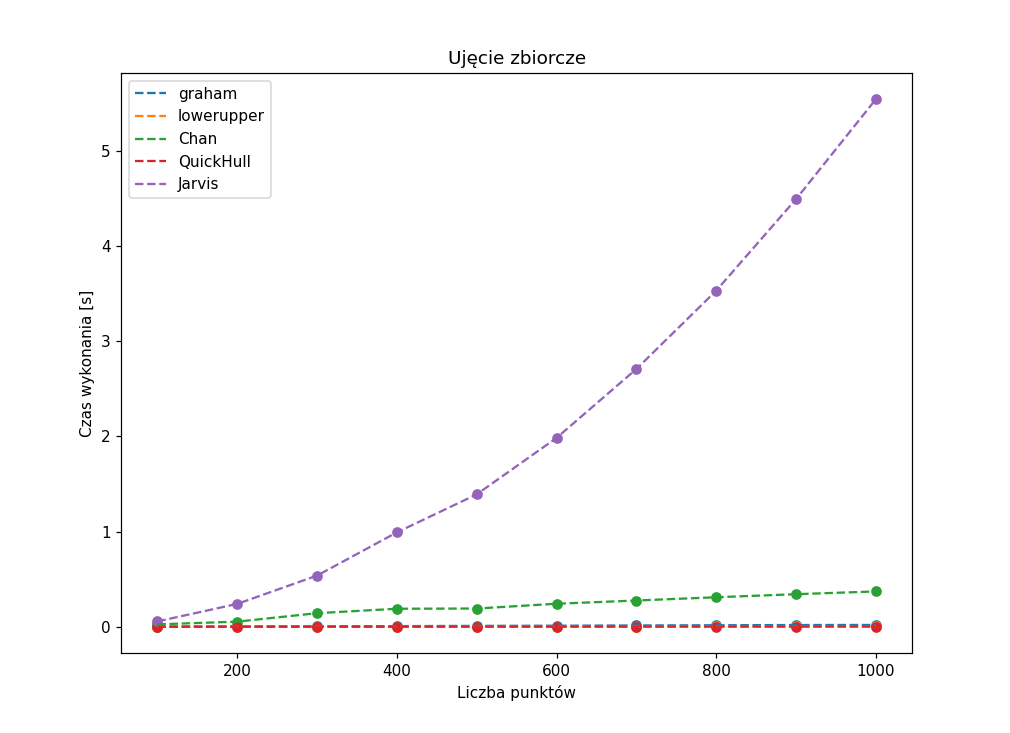 Ujęcie zbiorcze
graham
lowerupper
Chan
QuickHull
Jarvis
Czas wykonania [s]
5
4
3
2
1
0
200 400 600 800 1000
Liczba punktów